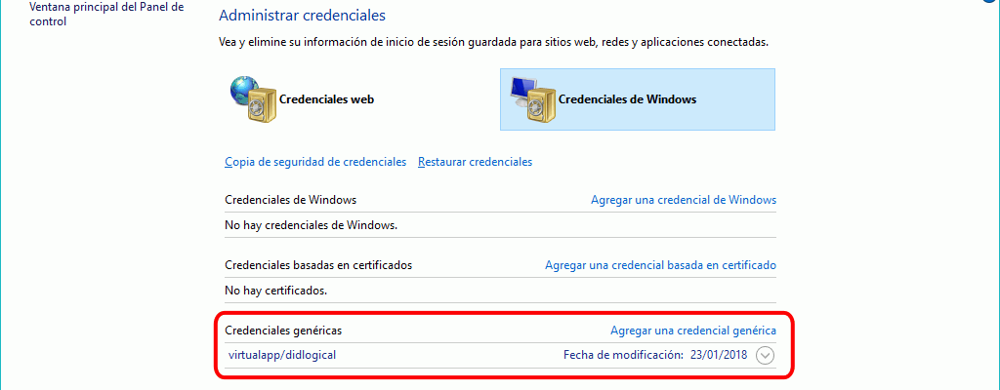 Ventana principal del Panel de
control
Administrar credenciales
Vea y elimine su información de inicio de sesión guardada para sitios web, redes y aplicaciones conectadas.
Credenciales web
Credenciales de Windows
Copia de seguridad de credenciales Restaurar credenciales
Credenciales de Windows Agregar una credencial de Windows
No hay credenciales de Windows.
Credenciales basadas en certificados Agregar una credencial basada en certificado
No hay certificados.
Credenciales genéricas Agregar una credencial genérica
virtualapp/didlogical Fecha de modificación: 23/01/2018